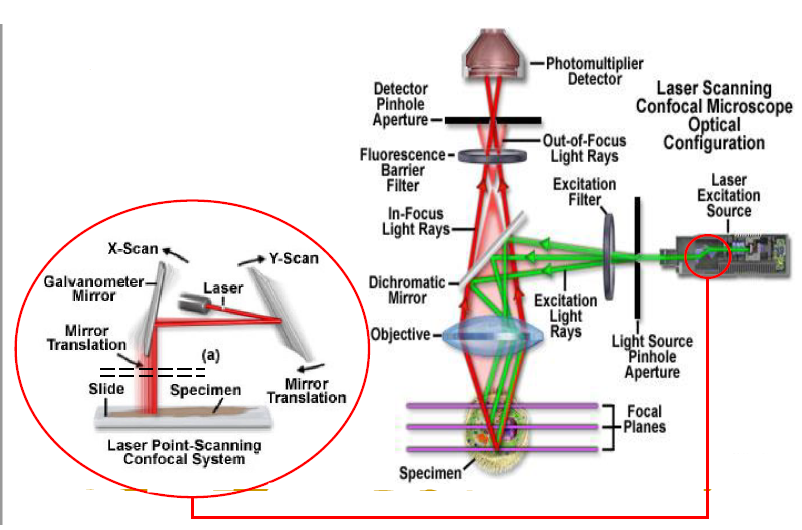 Photomultiplier
Detector
Detector
Pinhole
Aperture
Laser Scanning
Confocal Microscope
Optical
Configuration
Out-of-Focus
Light Rays
Fluorescence
Barrier
Filter
Excitation
Filter
Laser
Excitation
Source
In-Focus
Light Rays
Dichromatic
Mirror
Excitation
Light
Rays
Objective
Light Source
Pinhole
Aperture
Focal
Planes
Specimen
X-Scan
Y-Scan
Galvanometer
Mirror
Laser
Mirror
Translation
(a)
Slide
Specimen
Mirror
Translation
Laser Point-Scanning
Confocal System